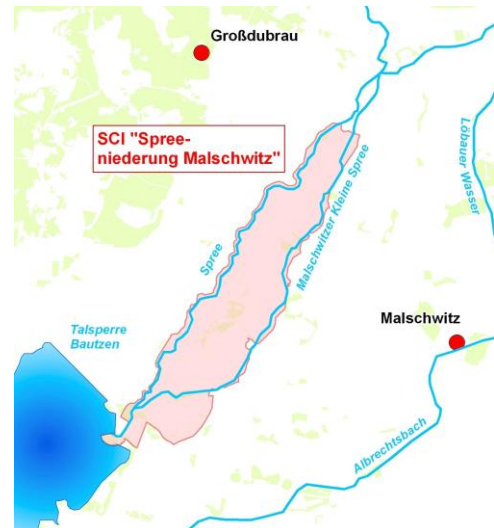 Großdubrau
SCI "Spree-
niederung Malschwitz"
Löbauer Wasser
Spree
Malschwitzer Kleine Spree
Talsperre
Bautzen
Malschwitz
Albrechtsbach